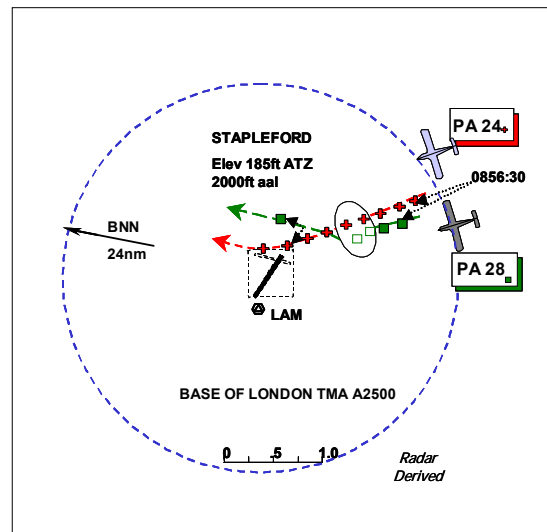 PA 24
STAPLEFORD
Elev 185ft ATZ
2000ft aal
0856:30
BNN
24nm
PA 28
LAM
BASE OF LONDON TMA A2500
0 .5 1.0
Radar
Derived